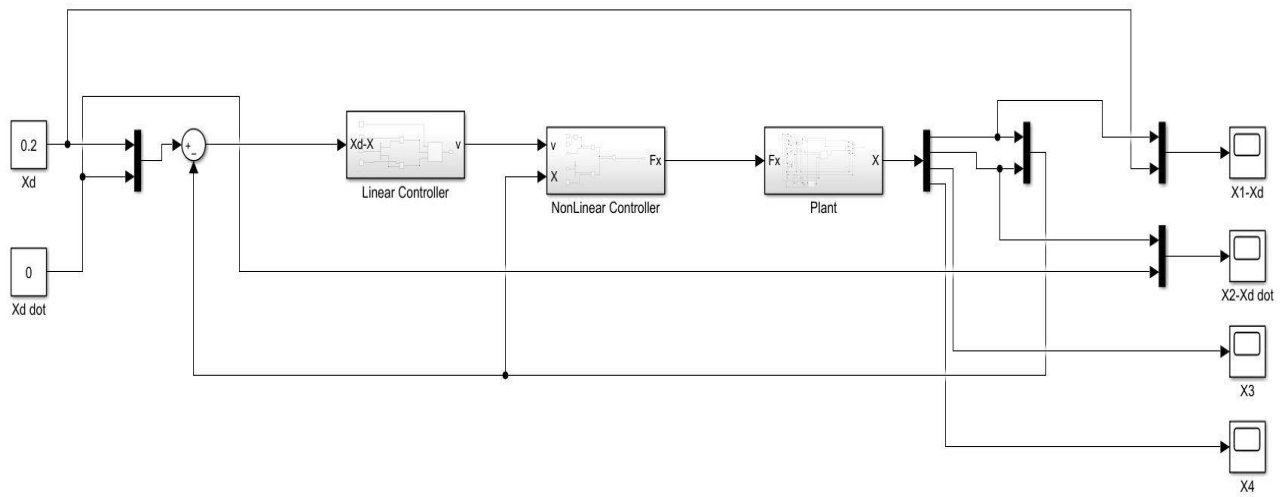 0.2
Xd
0
Xd dot
+
−
Xd-X
v
Linear Controller
v
X
Fx
NonLinear Controller
Fx
X
Plant
X1-Xd
X2-Xd dot
X3
X4